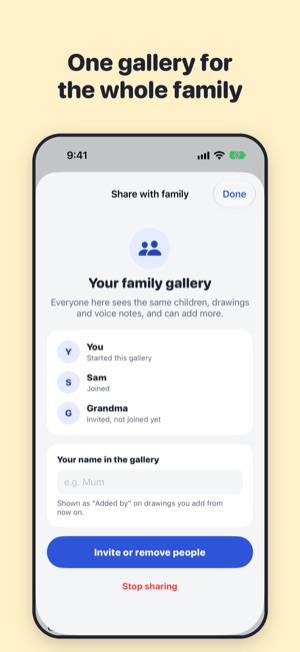 One gallery for
the whole family
9:41
Share with family
Done
Your family gallery
Everyone here sees the same children, drawings
and voice notes, and can add more.
Y
You
Started this gallery
S
Sam
Joined
G
Grandma
Invited, not joined yet
Your name in the gallery
e.g. Mum
Shown as "Added by" on drawings you add from
now on.
Invite or remove people
Stop sharing